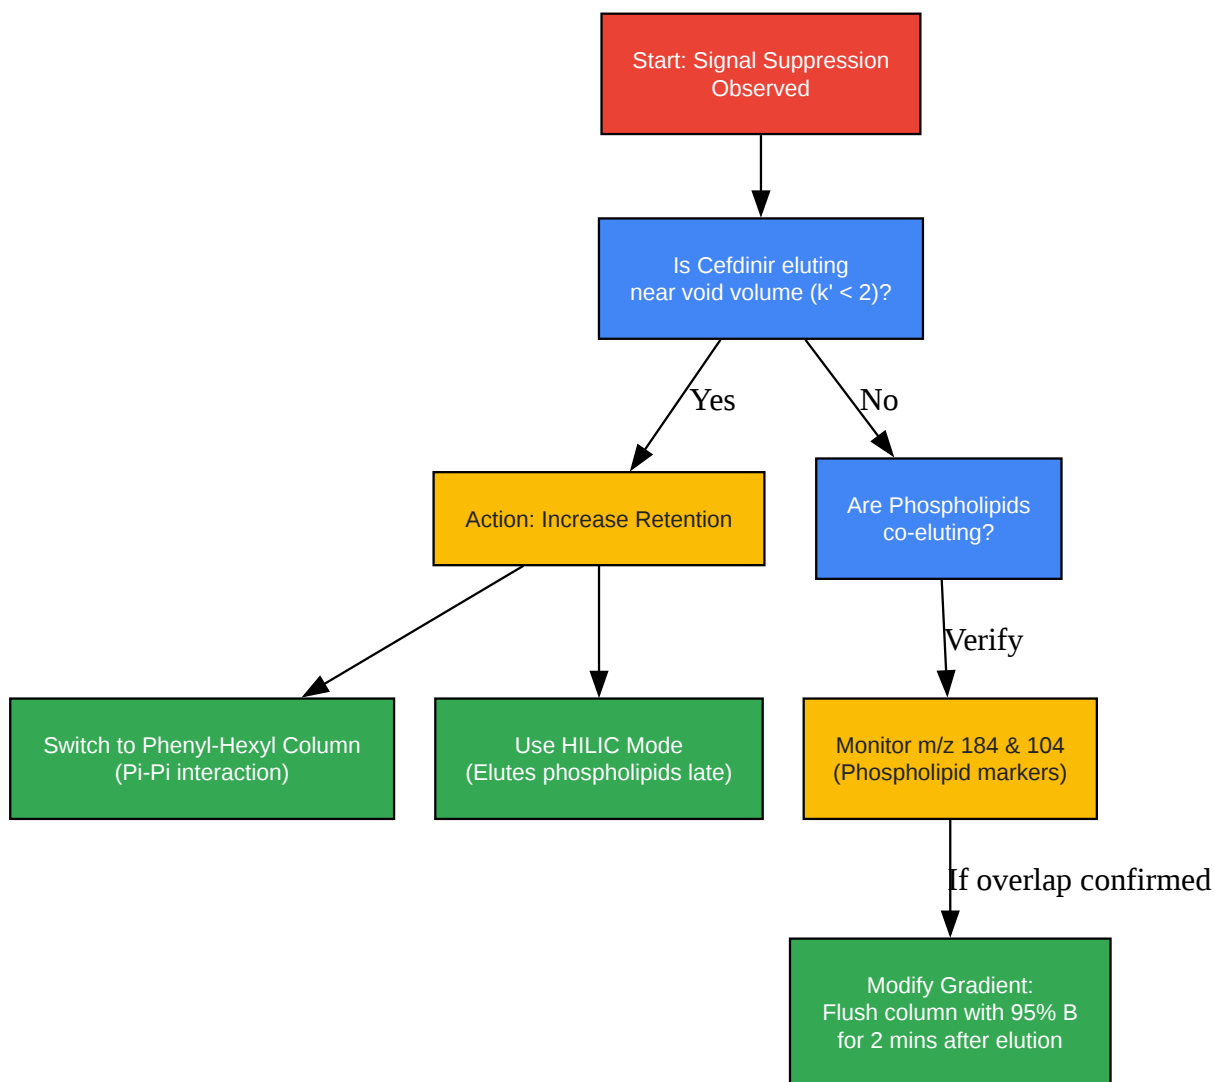 Start: Signal Suppression
Observed
Is Cefdinir eluting
near void volume (k' < 2)?
Yes
No
Action: Increase Retention
Are Phospholipids
co-eluting?
Verify
Switch to Phenyl-Hexyl Column
(Pi-Pi interaction)
Use HILIC Mode
(Elutes phospholipids late)
Monitor m/z 184 & 104
(Phospholipid markers)
If overlap confirmed
Modify Gradient:
Flush column with 95% B
for 2 mins after elution